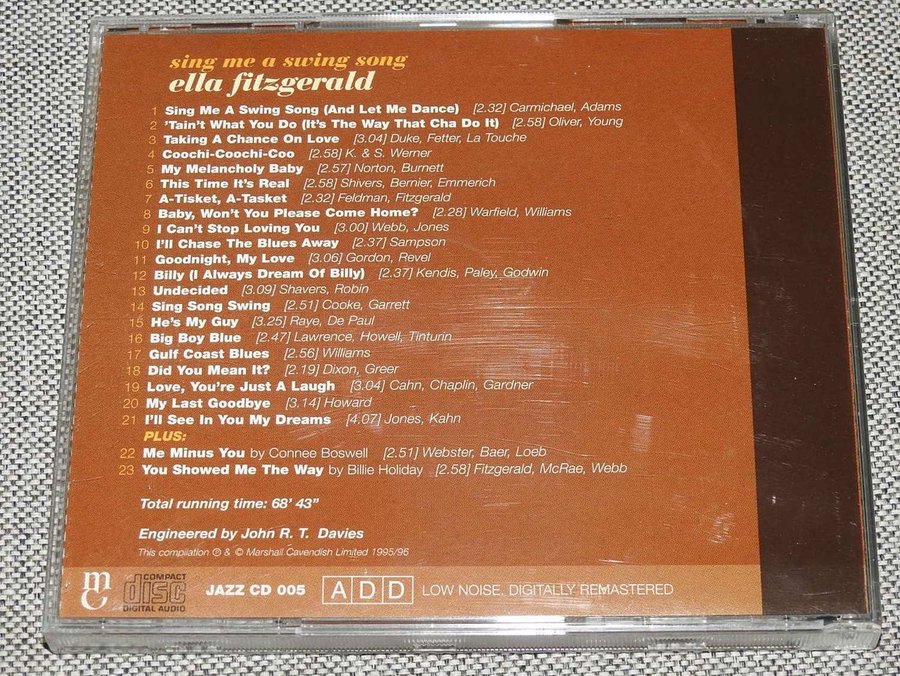 sing me a swing song
ella fitzgerald
1 Sing Me A Swing Song (And Let Me Dance) [2.32] Carmichael, Adams
2 'Tain't What You Do (It's The Way That Cha Do It) [2.58] Oliver, Young
3 Taking A Chance On Love [3.04] Duke, Fetter, La Touche
4 Coochi-Coochi-Coo [2.58] K. & S. Werner
5 My Melancholy Baby [2.57] Norton, Burnett
6 This Time It's Real [2.58] Shivers, Bernier, Emmerich
7 A-Tisket, A-Tasket [2.32] Feldman, Fitzgerald
8 Baby, Won't You Please Come Home? [2.28] Warfield, Williams
9 I Can't Stop Loving You [3.00] Webb, Jones
10 I'll Chase The Blues Away [2.37] Sampson
11 Goodnight, My Love [3.06] Gordon, Revel
12 Billy (I Always Dream Of Billy) [2.37] Kendis, Paley, Godwin
13 Undecided [3.09] Shavers, Robin
14 Sing Song Swing [2.51] Cooke, Garrett
15 He's My Guy [3.25] Raye, De Paul
16 Big Boy Blue [2.47] Lawrence, Howell, Tinturin
17 Gulf Coast Blues [2.56] Williams
18 Did You Mean It? [2.19] Dixon, Greer
19 Love, You're Just A Laugh [3.04] Cahn, Chaplin, Gardner
20 My Last Goodbye [3.14] Howard
21 I'll See In You My Dreams [4.07] Jones, Kahn
PLUS:
22 Me Minus You by Connee Boswell [2.51] Webster, Baer, Loeb
23 You Showed Me The Way by Billie Holiday [2.58] Fitzgerald, McRae, Webb
Total running time: 68' 43"
Engineered by John R. T. Davies
This compilation ℗ & © Marshall Cavendish Limited 1995/96
mc COMPACT disc DIGITAL AUDIO JAZZ CD 005 ADD LOW NOISE. DIGITALLY REMASTERED